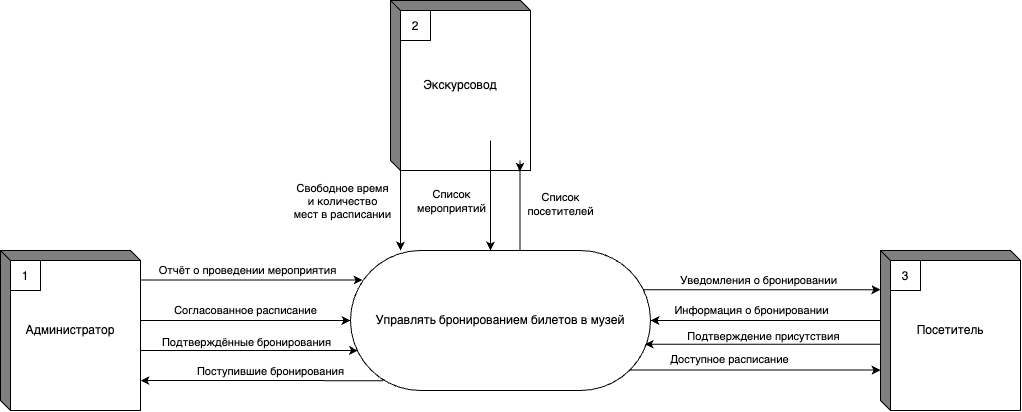 2
Экскурсовод
Свободное время
и количество
мест в расписании
Список
мероприятий
Список
посетителей
1
Администратор
Отчёт о проведении мероприятия
Согласованное расписание
Подтверждённые бронирования
Поступившие бронирования
Управлять бронированием билетов в музей
Уведомления о бронировании
Информация о бронировании
Подтверждение присутствия
Доступное расписание
3
Посетитель